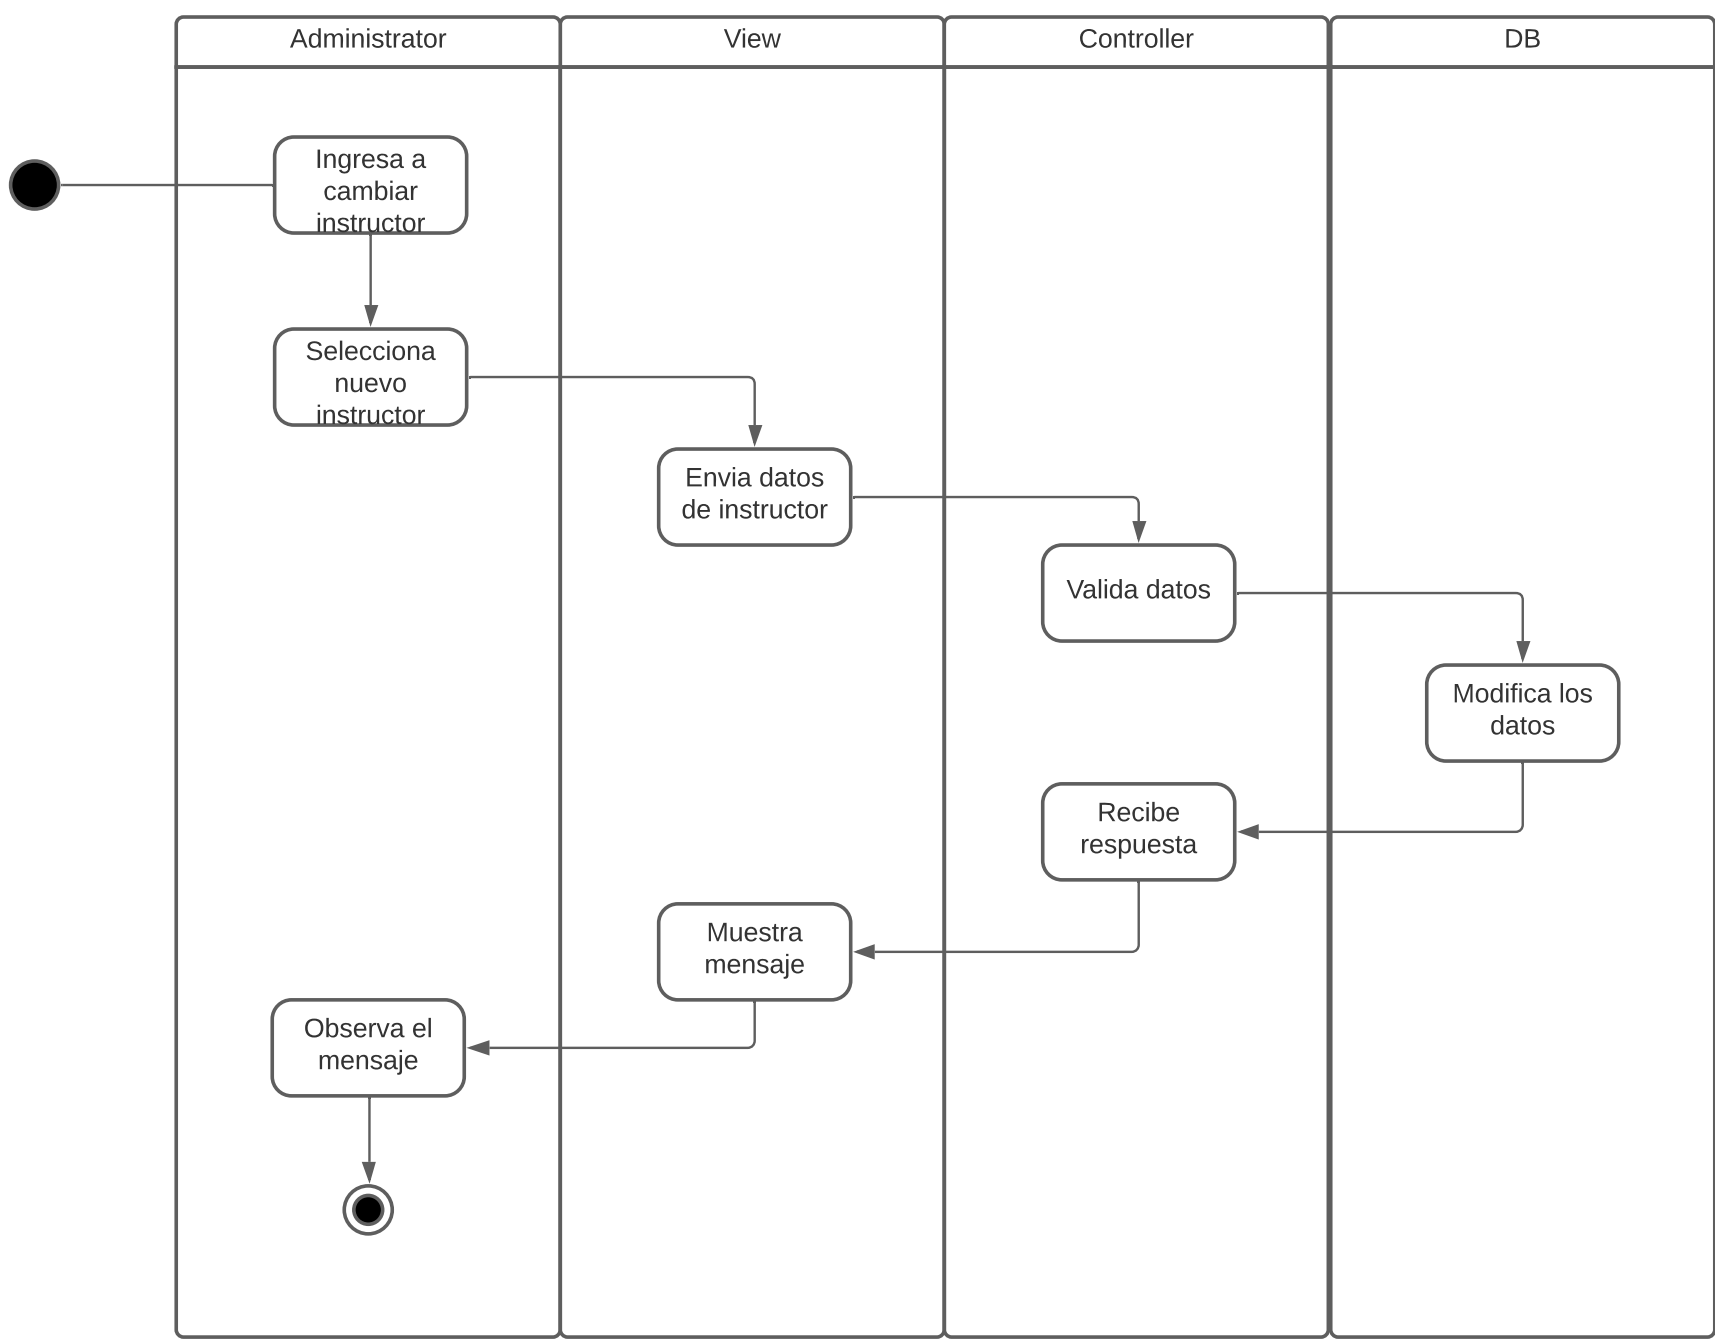 Administrator
View
Controller
DB
Ingresa a
cambiar
instructor
Selecciona
nuevo
instructor
Envia datos
de instructor
Valida datos
Modifica los
datos
Recibe
respuesta
Muestra
mensaje
Observa el
mensaje